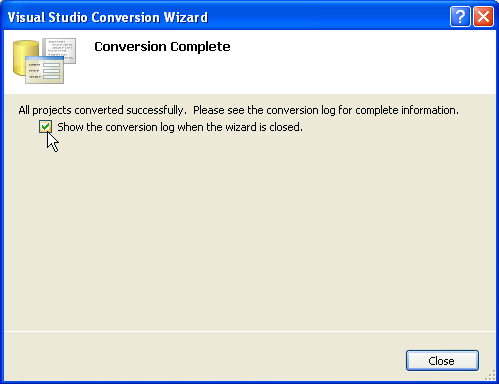 Visual Studio Conversion Wizard
Conversion Complete
All projects converted successfully.  Please see the conversion log for complete information.
Show the conversion log when the wizard is closed.
Close